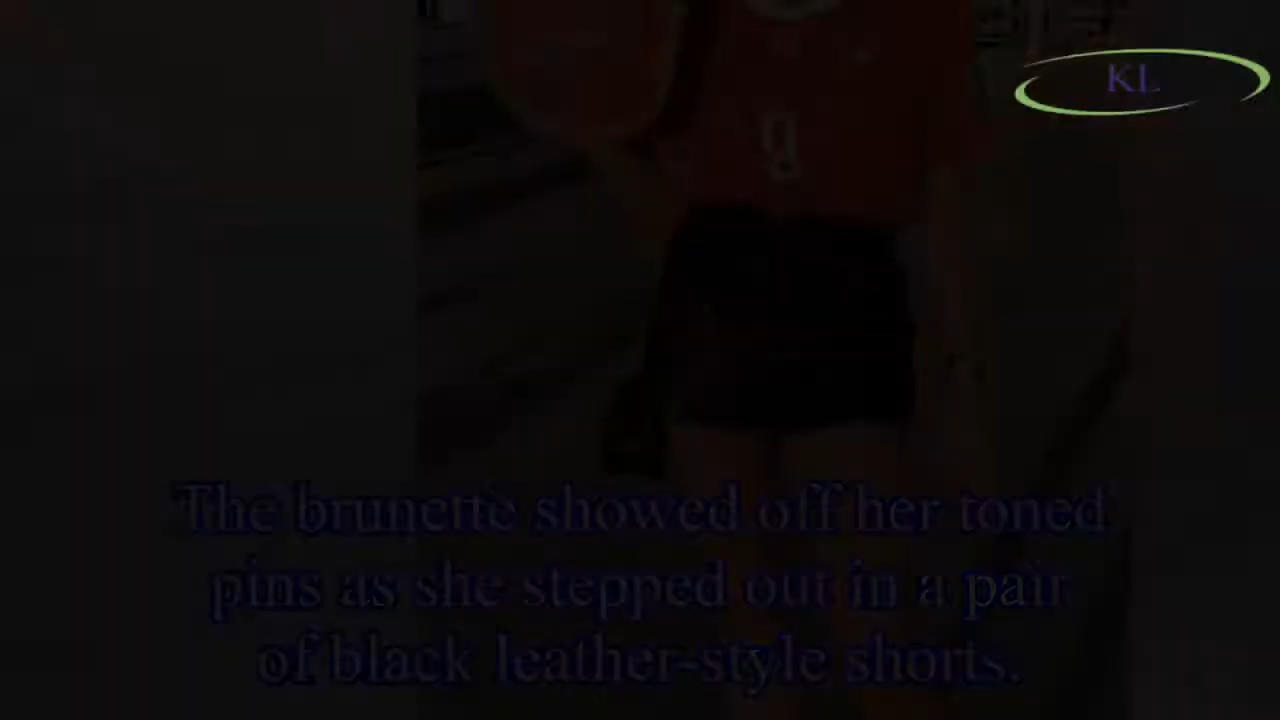 KL
The brunette showed off her toned
pins as she stepped out in a pair
of black leather-style shorts.